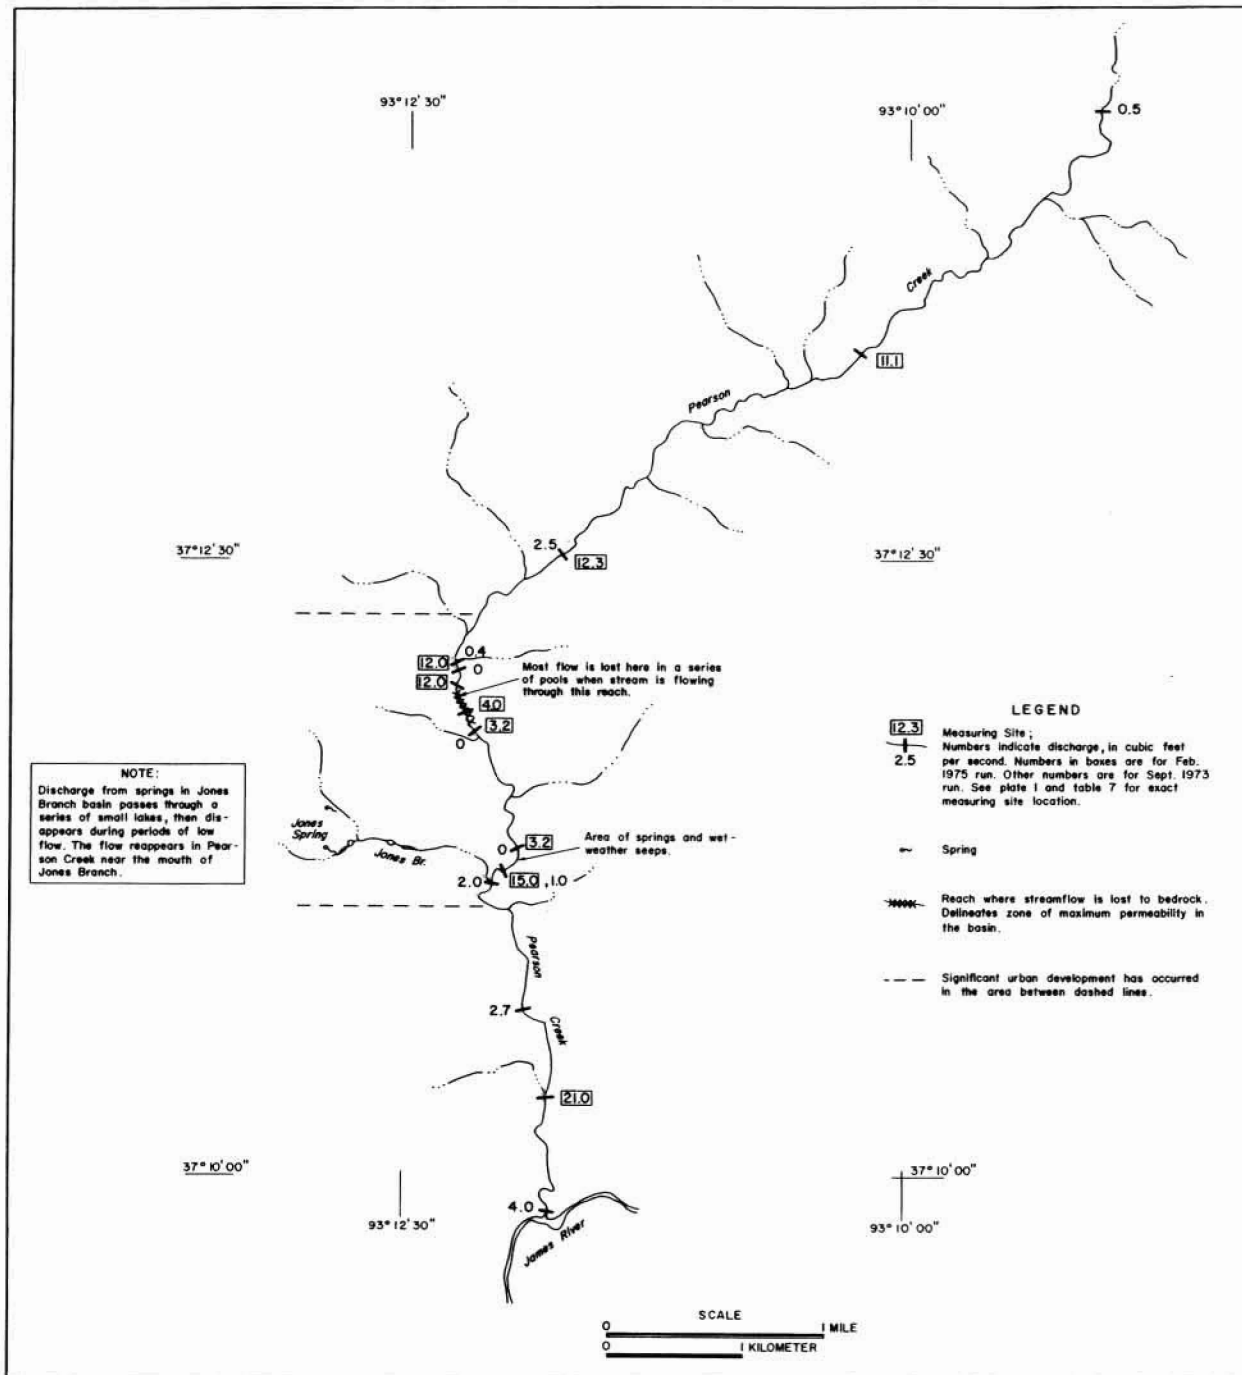 93°12'30"
93°10'00"
0.5
Creek
11.1
Pearson
37°12'30"
2.5
12.3
37°12'30"
0.4
12.0
0
12.0
Most flow is lost here in a series
of pools when stream is flowing
through this reach.
4.0
3.2
0
LEGEND
12.3
2.5
Measuring Site;
Numbers indicate discharge, in cubic feet
per second. Numbers in boxes are for Feb.
1975 run. Other numbers are for Sept. 1973
run. See plate 1 and table 7 for exact
measuring site location.
Spring
Reach where streamflow is lost to bedrock.
Delineates zone of maximum permeability in
the basin.
Significant urban development has occurred
in the area between dashed lines.
NOTE:
Discharge from springs in Jones
Branch basin passes through a
series of small lakes, then dis-
appears during periods of low
flow. The flow reappears in Pear-
son Creek near the mouth of
Jones Branch.
Jones
Spring
Jones Br.
0
3.2
Area of springs and wet-
weather seeps.
2.0
15.0, 1.0
Pearson
2.7
Creek
21.0
37°10'00"
37°10'00"
4.0
93°12'30"
93°10'00"
James River
SCALE
0 1 MILE
0 1 KILOMETER